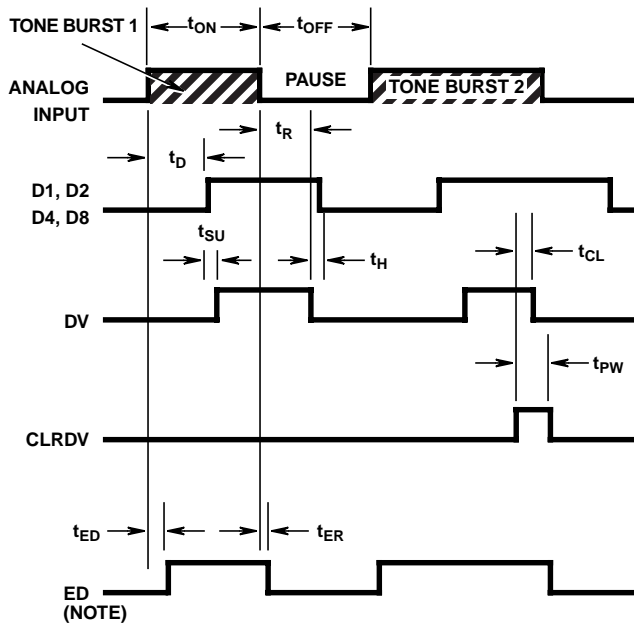 TONE BURST 1
tON
tOFF
ANALOG
INPUT
PAUSE
TONE BURST 2
tR
tD
D1, D2
D4, D8
tSU
tH
tCL
DV
tPW
CLRDV
tED
tER
ED
(NOTE)